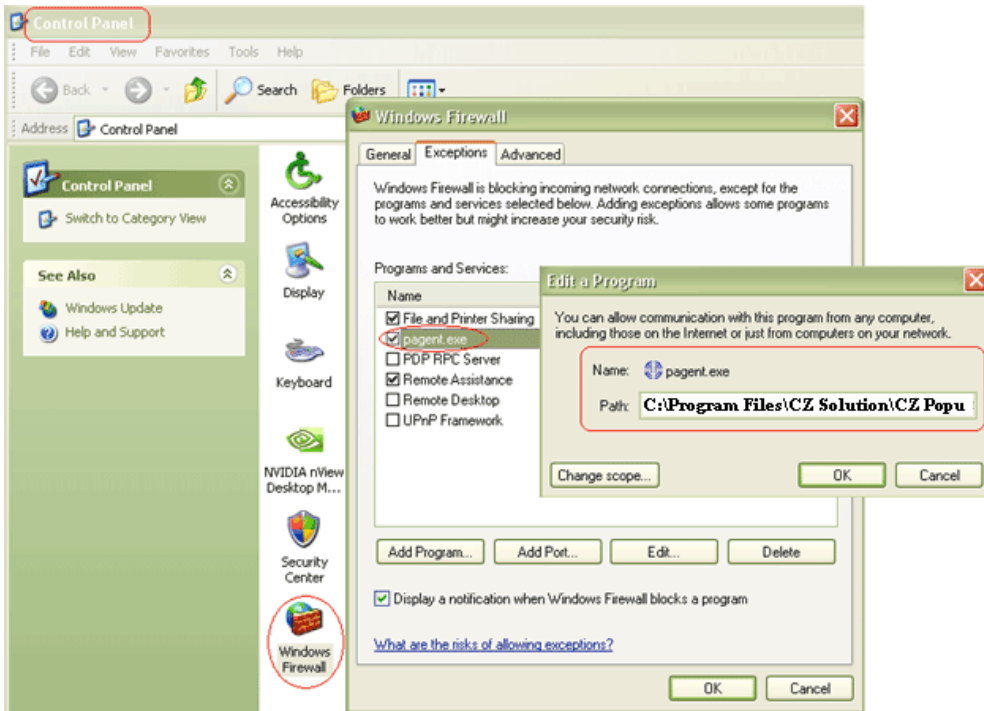 Control Panel
File Edit View Favorites Tools Help
Back Search Folders
Address Control Panel
Control Panel
Switch to Category View
See Also
Windows Update
Help and Support
Accessibility
Options
Display
Keyboard
NVIDIA nView
Desktop M...
Security
Center
Windows
Firewall
Windows Firewall
General Exceptions Advanced
Windows Firewall is blocking incoming network connections, except for the
programs and services selected below. Adding exceptions allows some programs
to work better but might increase your security risk.
Programs and Services:
Name
File and Printer Sharing
pagent.exe
PDP RPC Server
Remote Assistance
Remote Desktop
UPnP Framework
Add Program... Add Port... Edit... Delete
Display a notification when Windows Firewall blocks a program
What are the risks of allowing exceptions?
OK Cancel
Edit a Program
You can allow communication with this program from any computer,
including those on the Internet or just from computers on your network.
Name: pagent.exe
Path: C:\Program Files\CZ Solution\CZ Popu
Change scope... OK Cancel